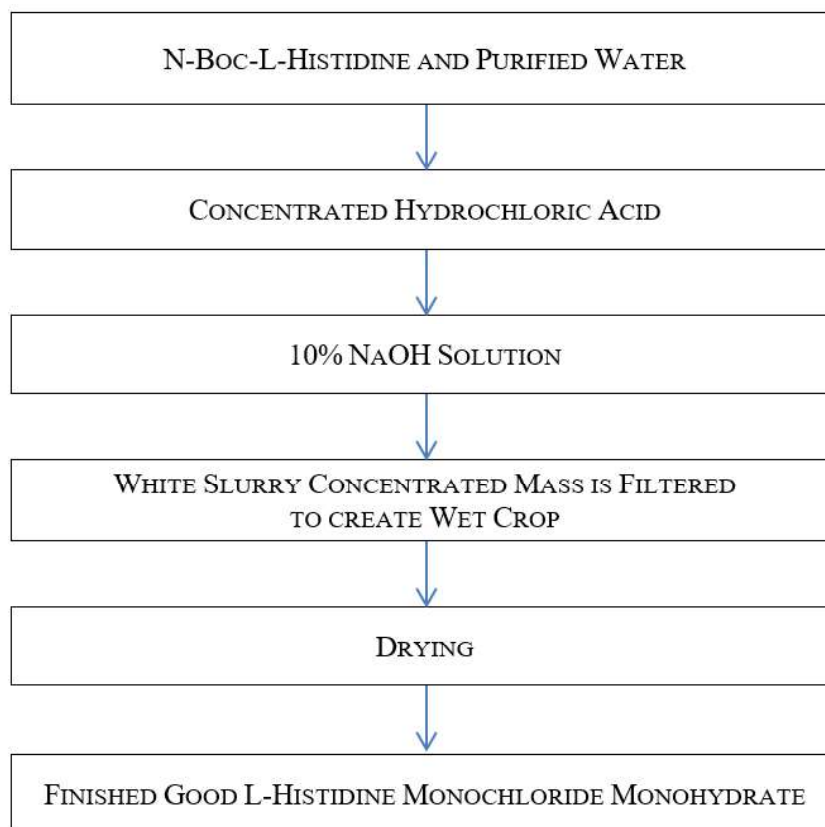 N-Boc-L-Histidine and Purified Water
Concentrated Hydrochloric Acid
10% NaOH Solution
White Slurry Concentrated Mass is Filtered
to create Wet Crop
Drying
Finished Good L-Histidine Monochloride Monohydrate